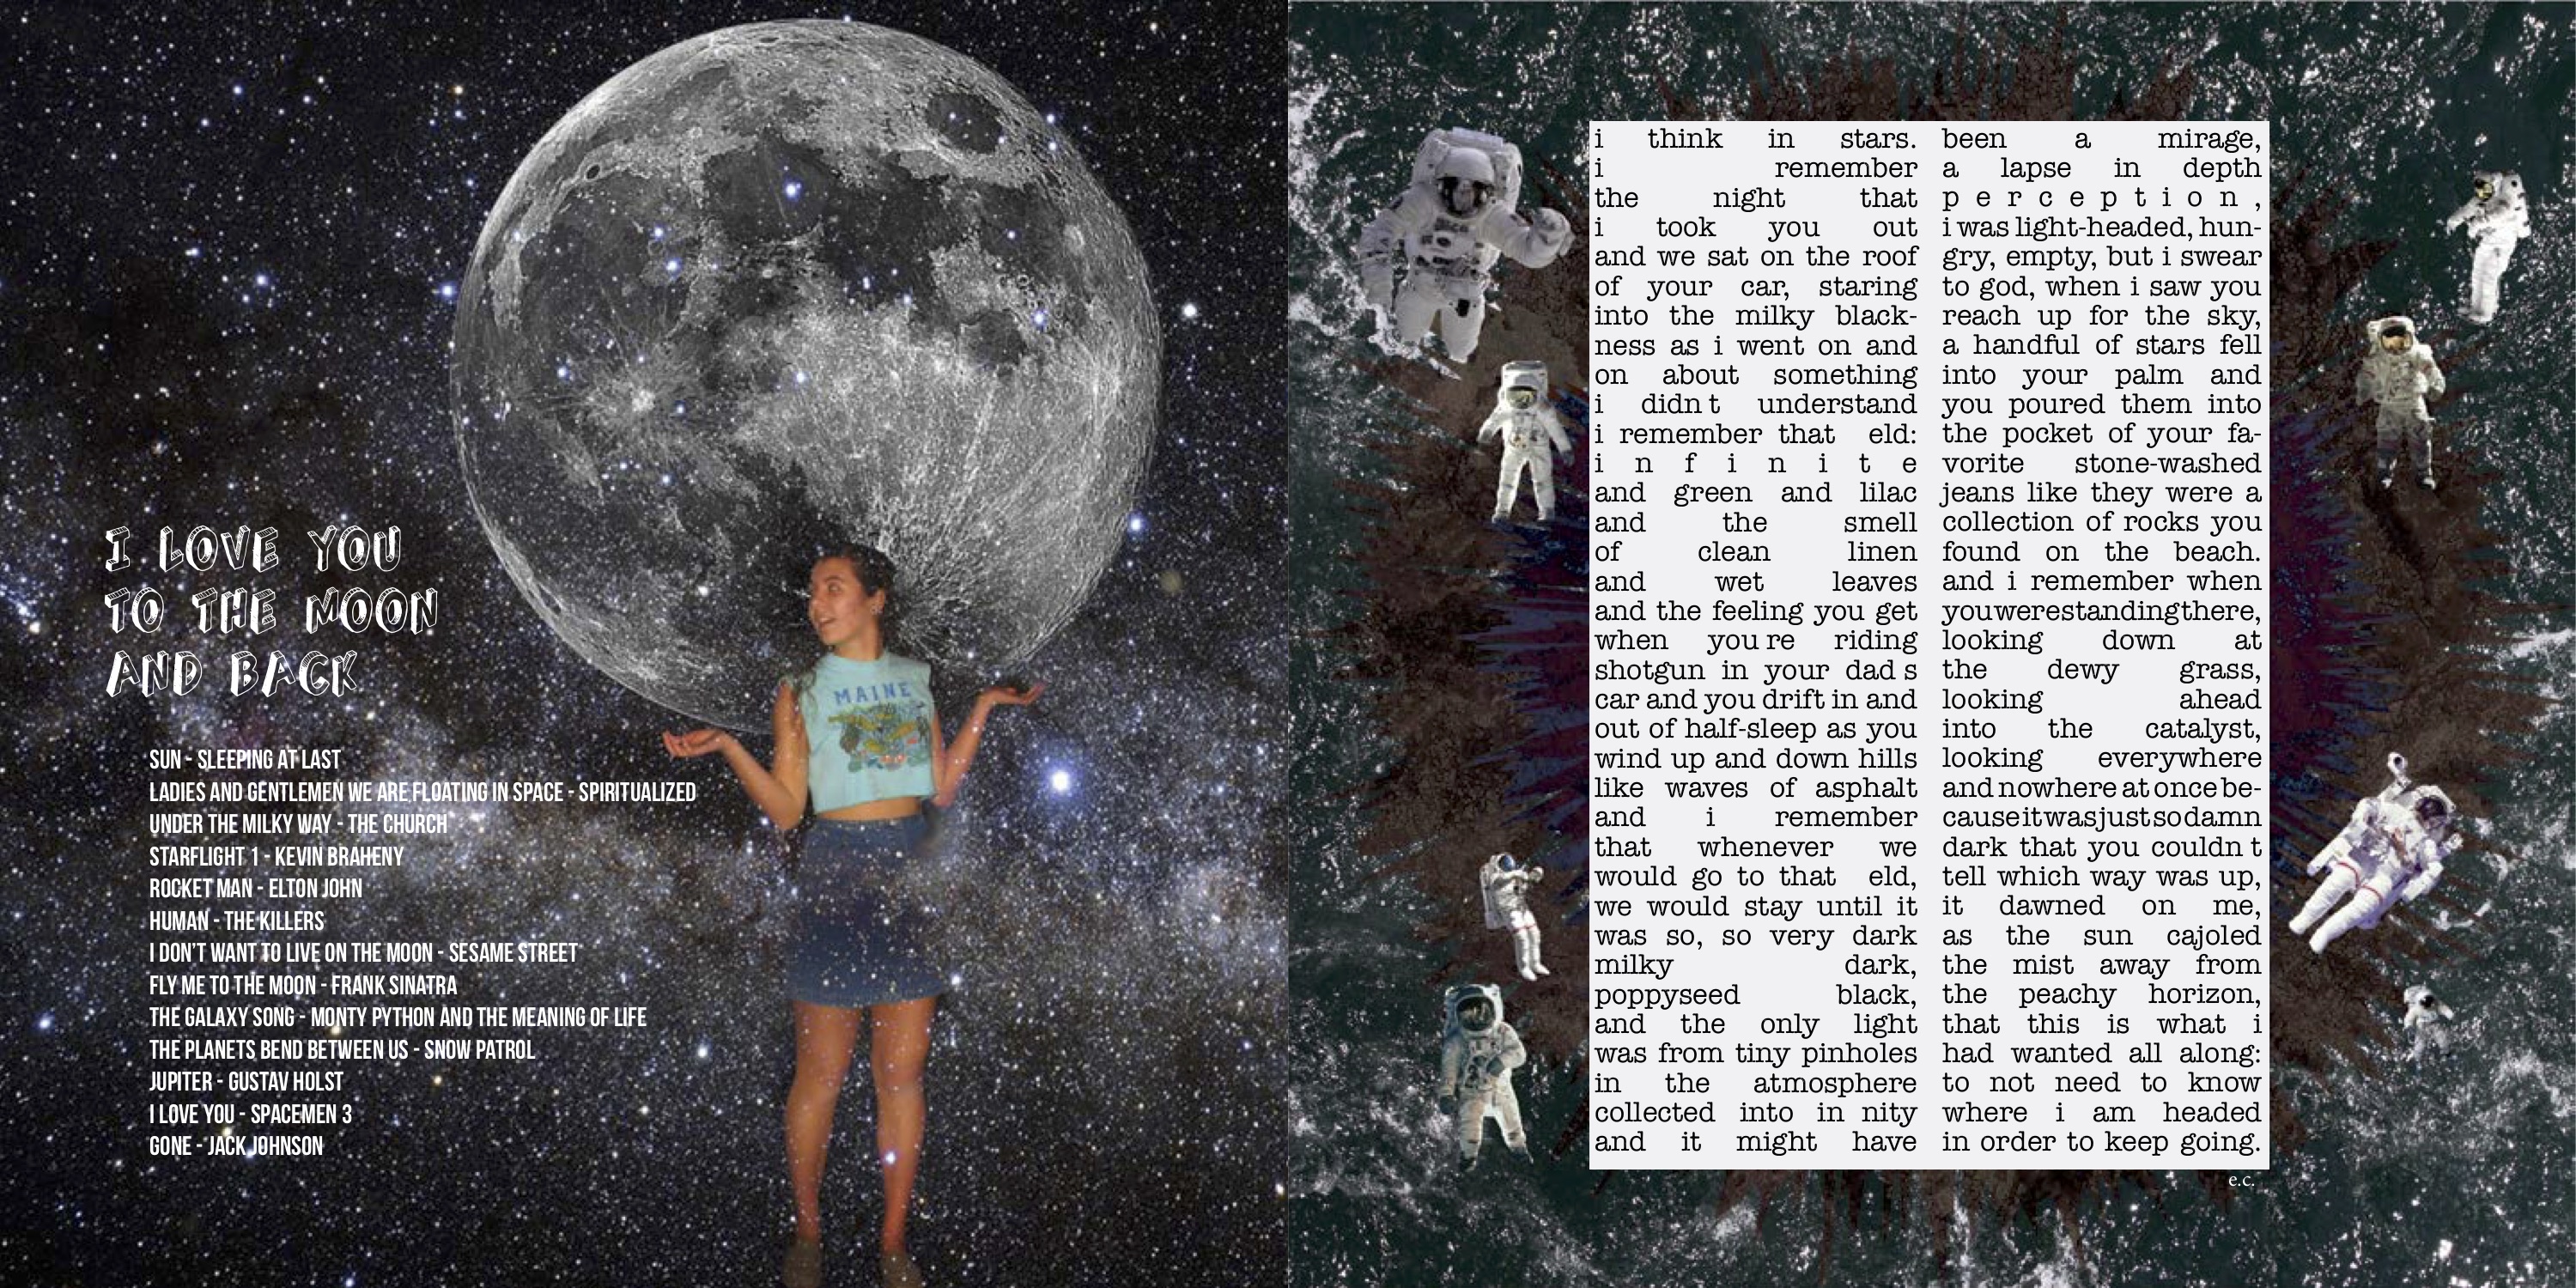 I LOVE YOU
TO THE MOON
AND BACK
SUN - SLEEPING AT LAST
LADIES AND GENTLEMEN WE ARE FLOATING IN SPACE - SPIRITUALIZED
UNDER THE MILKY WAY - THE CHURCH
STARFLIGHT 1 - KEVIN BRAHENY
ROCKET MAN - ELTON JOHN
HUMAN - THE KILLERS
I DON'T WANT TO LIVE ON THE MOON - SESAME STREET
FLY ME TO THE MOON - FRANK SINATRA
THE GALAXY SONG - MONTY PYTHON AND THE MEANING OF LIFE
THE PLANETS BEND BETWEEN US - SNOW PATROL
JUPITER - GUSTAV HOLST
I LOVE YOU - SPACEMEN 3
GONE - JACK JOHNSON
MAINE
i think in stars.
i remember
the night that
i took you out
and we sat on the roof
of your car, staring
into the milky black-
ness as i went on and
on about something
i didn t understand
i remember that eld:
i n f i n i t e
and green and lilac
and the smell
of clean linen
and wet leaves
and the feeling you get
when you re riding
shotgun in your dad s
car and you drift in and
out of half-sleep as you
wind up and down hills
like waves of asphalt
and i remember
that whenever we
would go to that eld,
we would stay until it
was so, so very dark
milky dark,
poppyseed black,
and the only light
was from tiny pinholes
in the atmosphere
collected into in nity
and it might have
been a mirage,
a lapse in depth
p e r c e p t i o n ,
i was light-headed, hun-
gry, empty, but i swear
to god, when i saw you
reach up for the sky,
a handful of stars fell
into your palm and
you poured them into
the pocket of your fa-
vorite stone-washed
jeans like they were a
collection of rocks you
found on the beach.
and i remember when
youwerestandingthere,
looking down at
the dewy grass,
looking ahead
into the catalyst,
looking everywhere
and nowhere at once be-
causeitwasjustsodamn
dark that you couldn t
tell which way was up,
it dawned on me,
as the sun cajoled
the mist away from
the peachy horizon,
that this is what i
had wanted all along:
to not need to know
where i am headed
in order to keep going.
e.c.